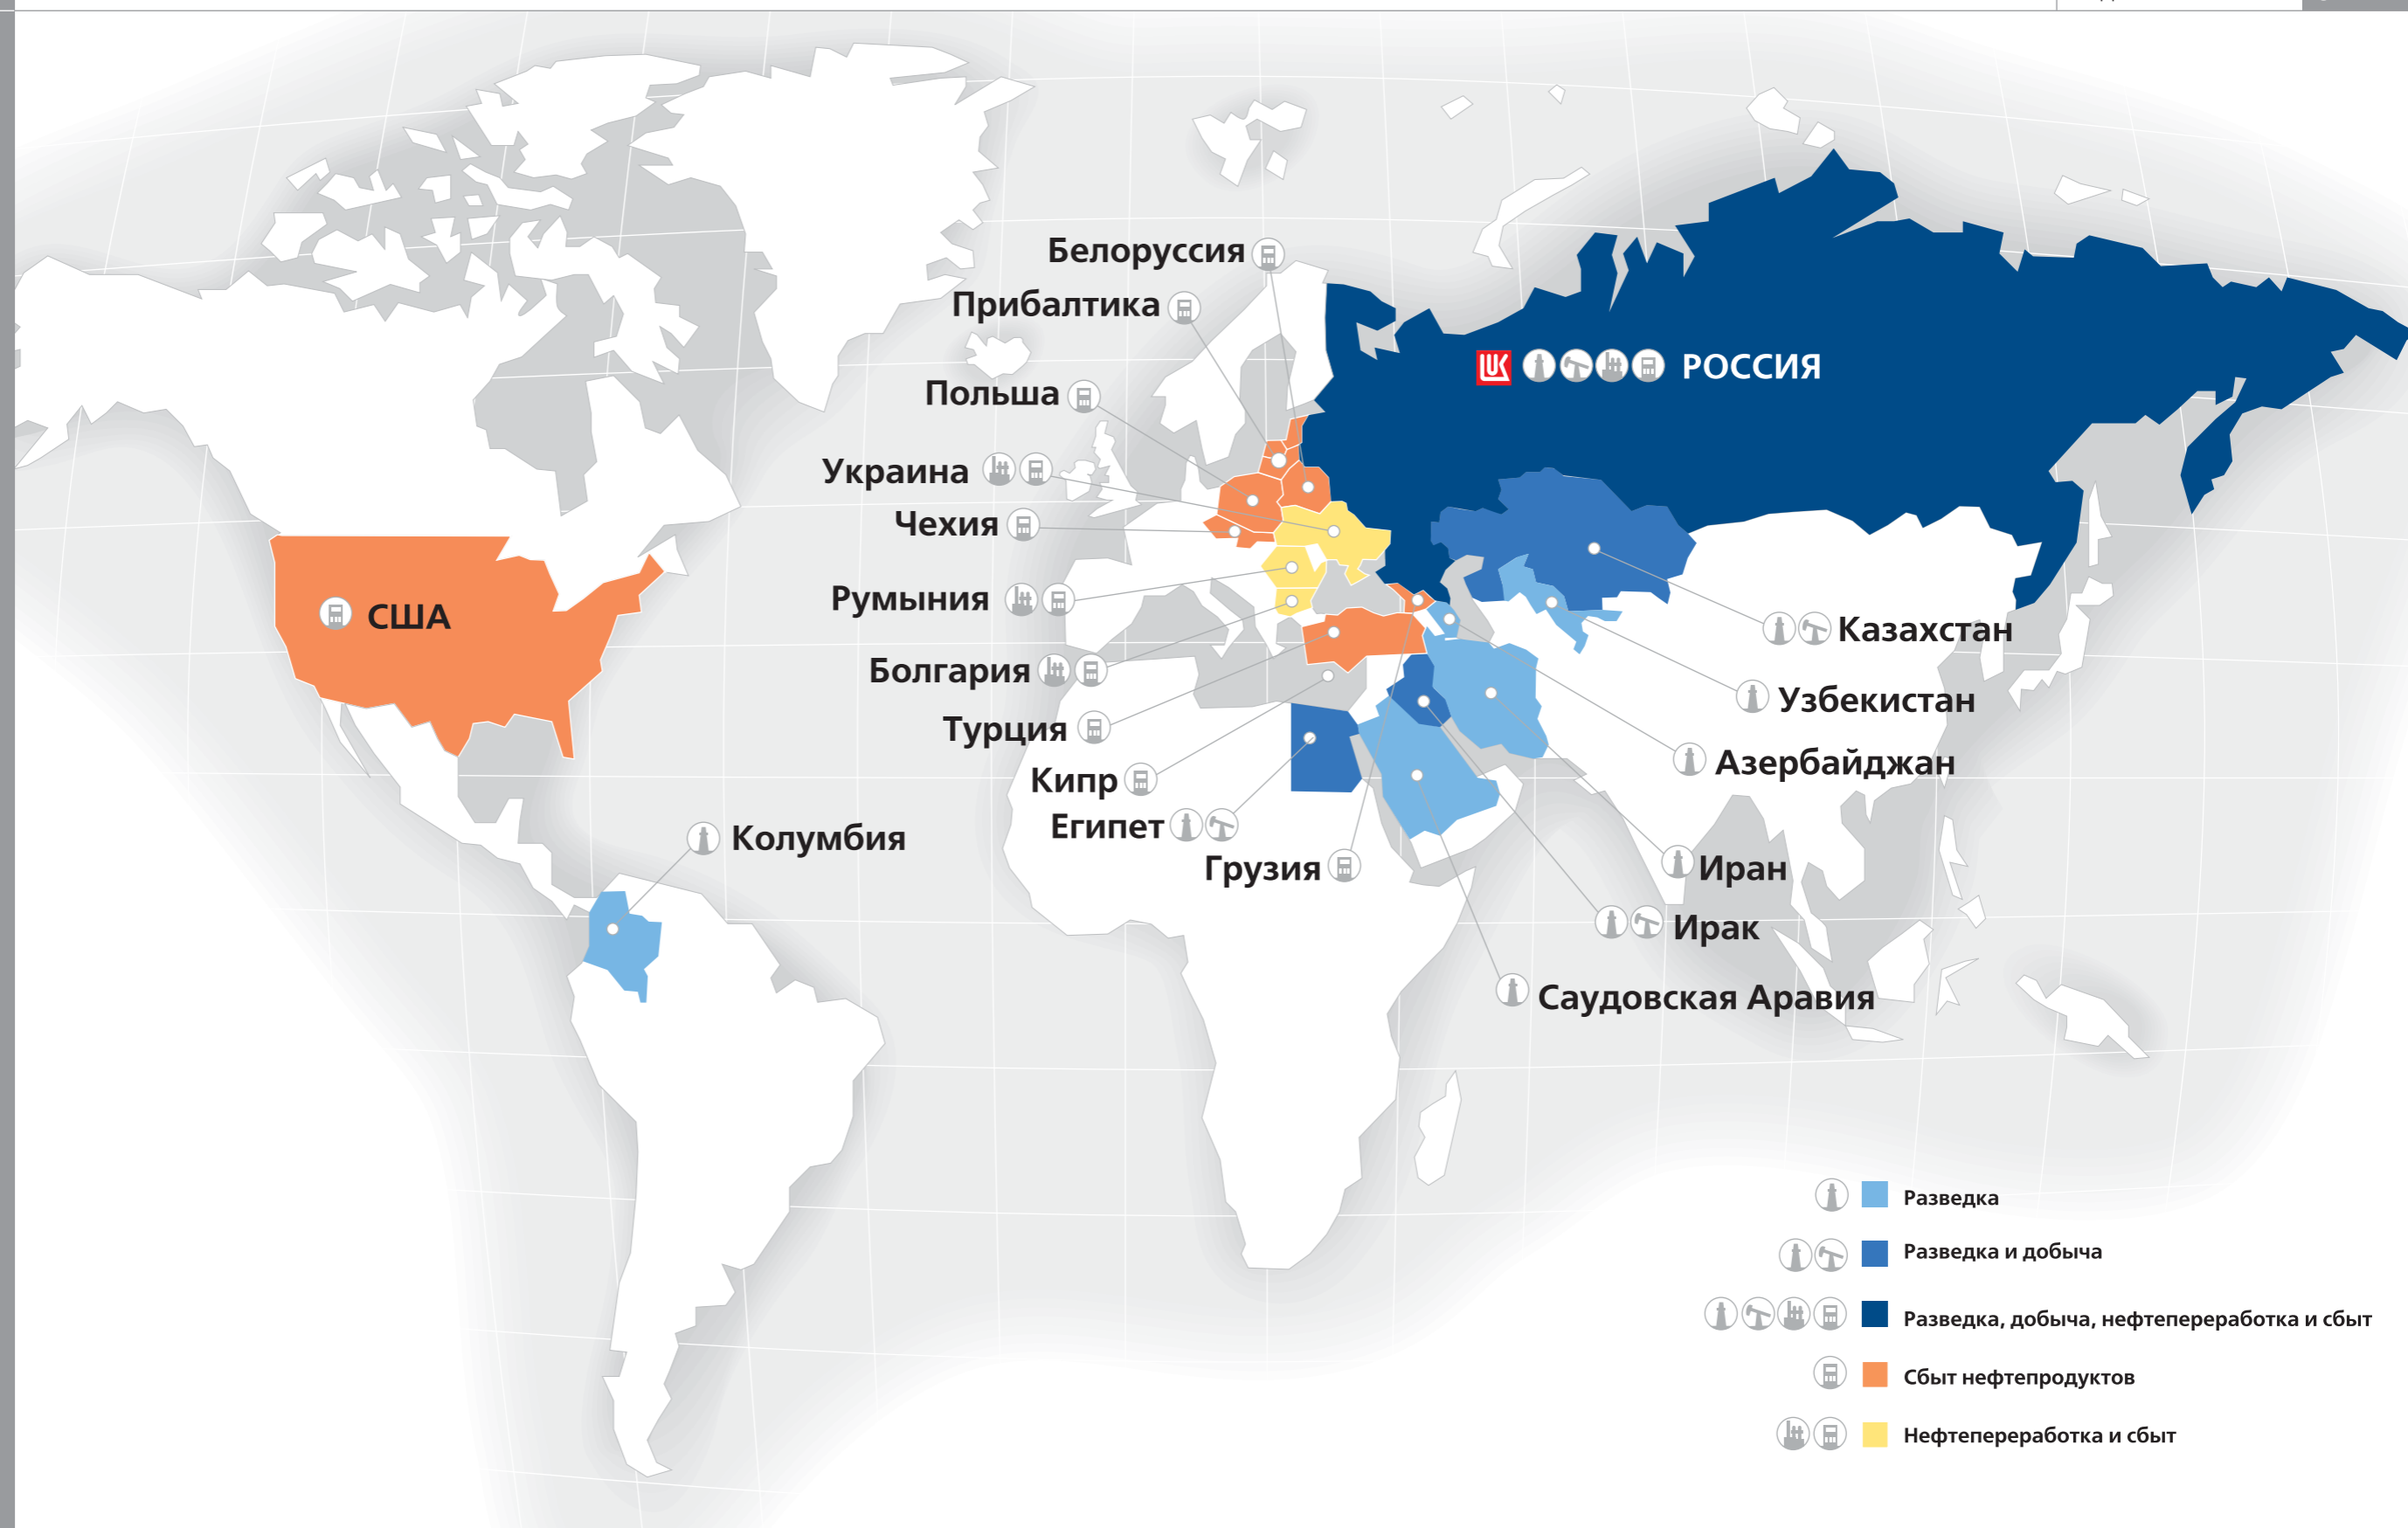 Белоруссия
Прибалтика
LUK РОССИЯ
Польша
Украина
Чехия
Румыния
США
Казахстан
Болгария
Узбекистан
Турция
Азербайджан
Кипр
Египет
Колумбия
Грузия
Иран
Ирак
Саудовская Аравия
Разведка
Разведка и добыча
Разведка, добыча, нефтепереработка и сбыт
Сбыт нефтепродуктов
Нефтепереработка и сбыт